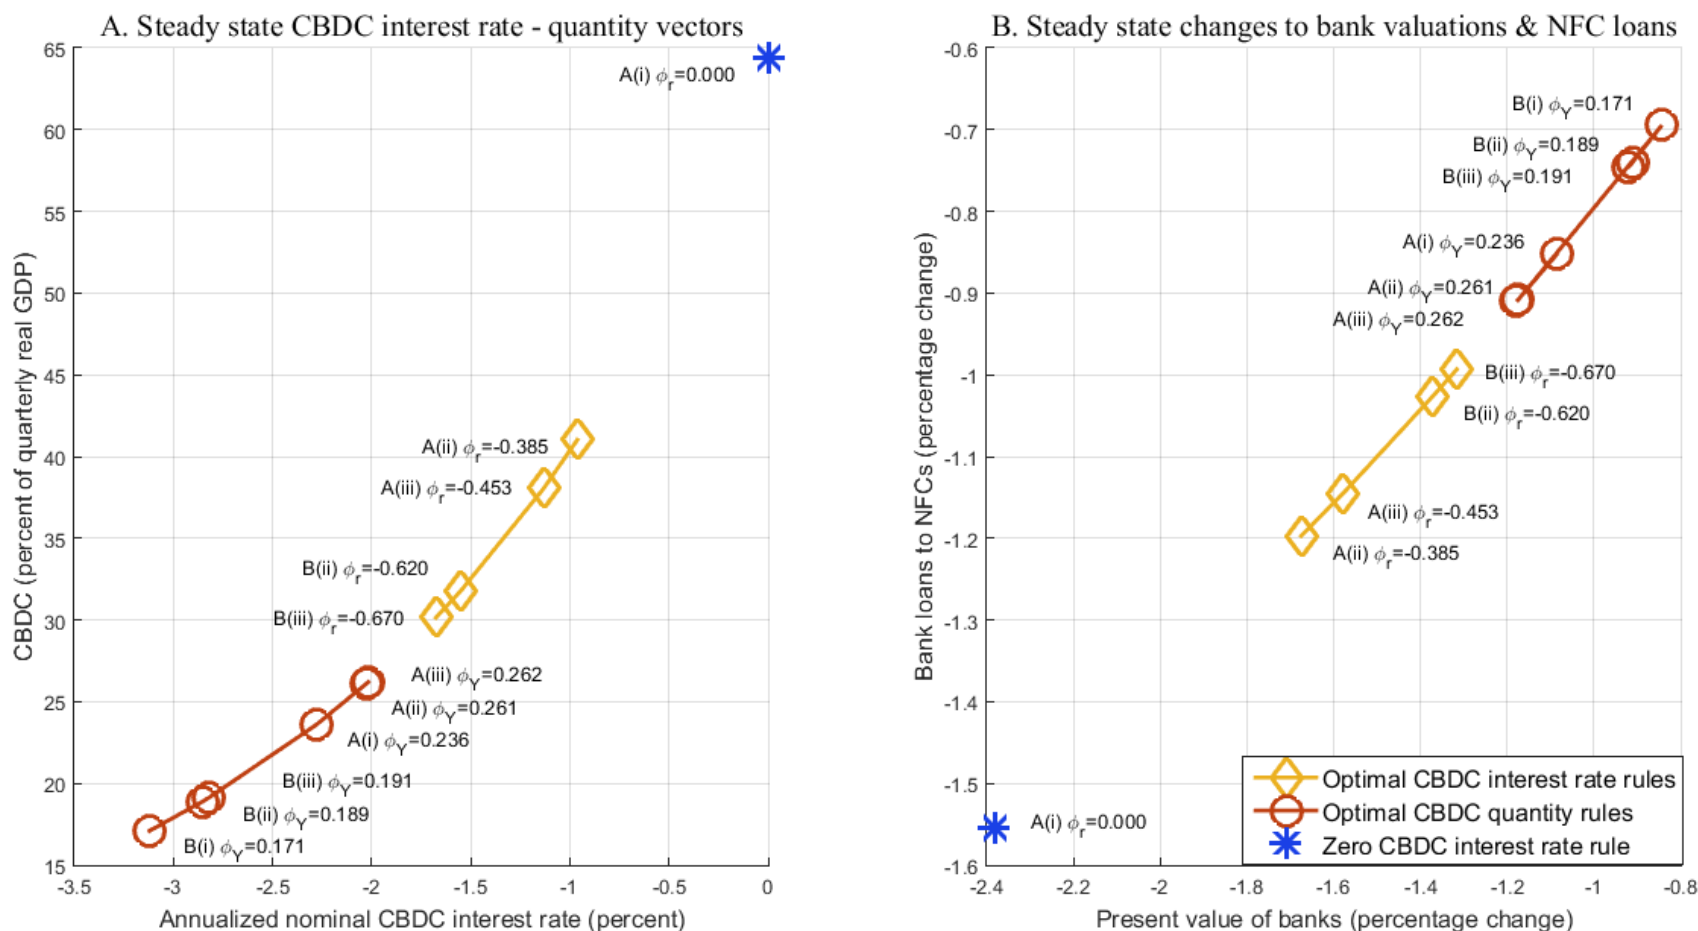 A. Steady state CBDC interest rate - quantity vectors
CBDC (percent of quarterly real GDP)
65
60
55
50
45
40
35
30
25
20
15
A(i) ϕr=0.000
A(ii) ϕr=-0.385
A(iii) ϕr=-0.453
B(ii) ϕr=-0.620
B(iii) ϕr=-0.670
A(iii) ϕY=0.262
A(ii) ϕY=0.261
A(i) ϕY=0.236
B(iii) ϕY=0.191
B(ii) ϕY=0.189
B(i) ϕY=0.171
-3.5 -3 -2.5 -2 -1.5 -1 -0.5 0
Annualized nominal CBDC interest rate (percent)
B. Steady state changes to bank valuations & NFC loans
Bank loans to NFCs (percentage change)
-0.6
-0.7
-0.8
-0.9
-1
-1.1
-1.2
-1.3
-1.4
-1.5
-1.6
B(i) ϕY=0.171
B(ii) ϕY=0.189
B(iii) ϕY=0.191
A(i) ϕY=0.236
A(ii) ϕY=0.261
A(iii) ϕY=0.262
B(iii) ϕr=-0.670
B(ii) ϕr=-0.620
A(iii) ϕr=-0.453
A(ii) ϕr=-0.385
A(i) ϕr=0.000
Optimal CBDC interest rate rules
Optimal CBDC quantity rules
Zero CBDC interest rate rule
-2.4 -2.2 -2 -1.8 -1.6 -1.4 -1.2 -1 -0.8
Present value of banks (percentage change)